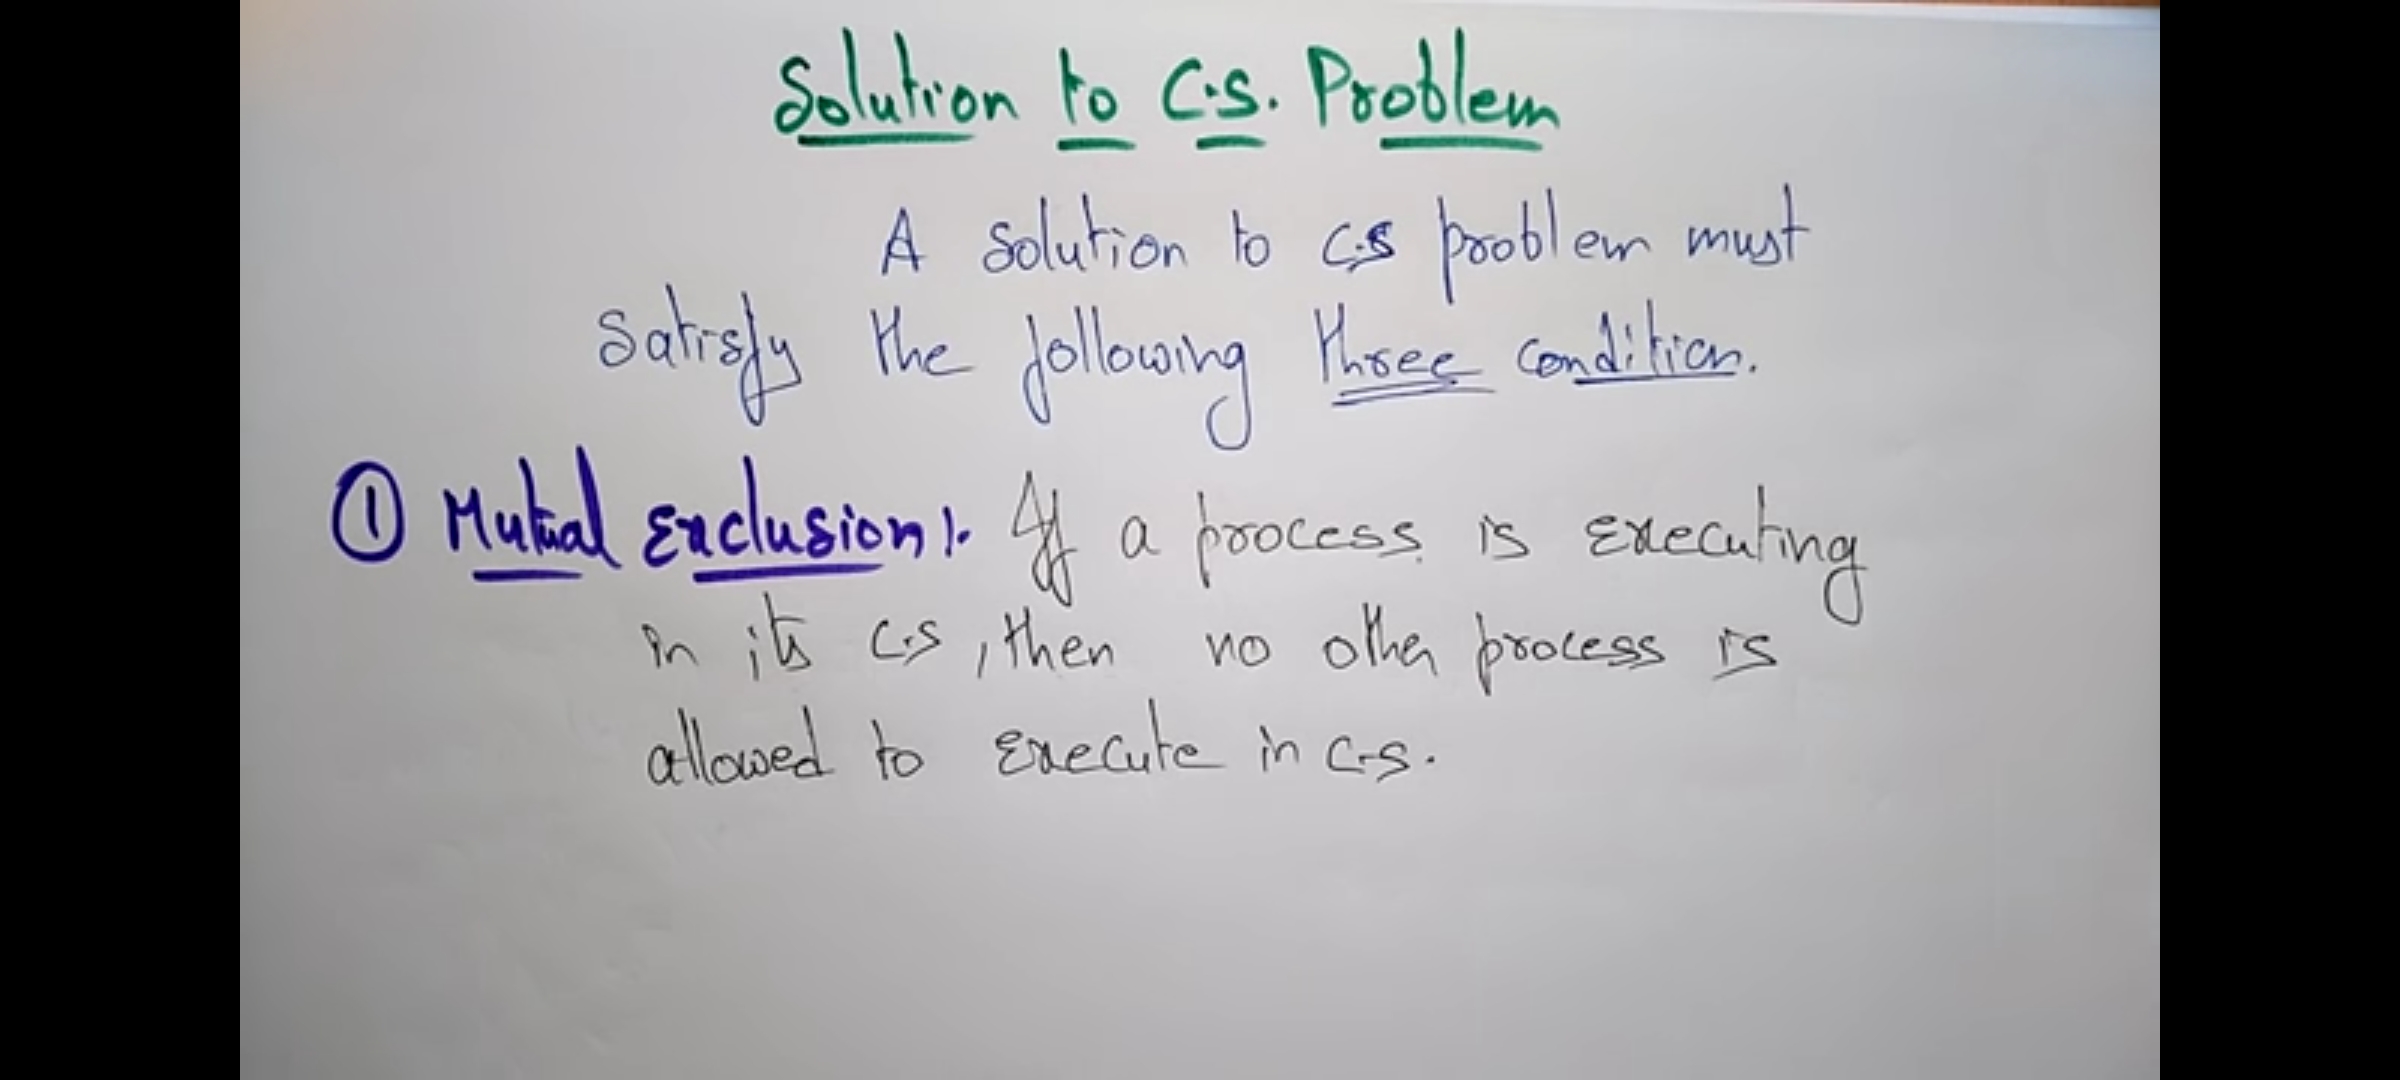 Solution to C.S. Problem
A solution to C.S problem must
satisfy the following three condition.
① Mutual Exclusion:- If a process is executing
in its C.S, then no other process is
allowed to execute in C.S.